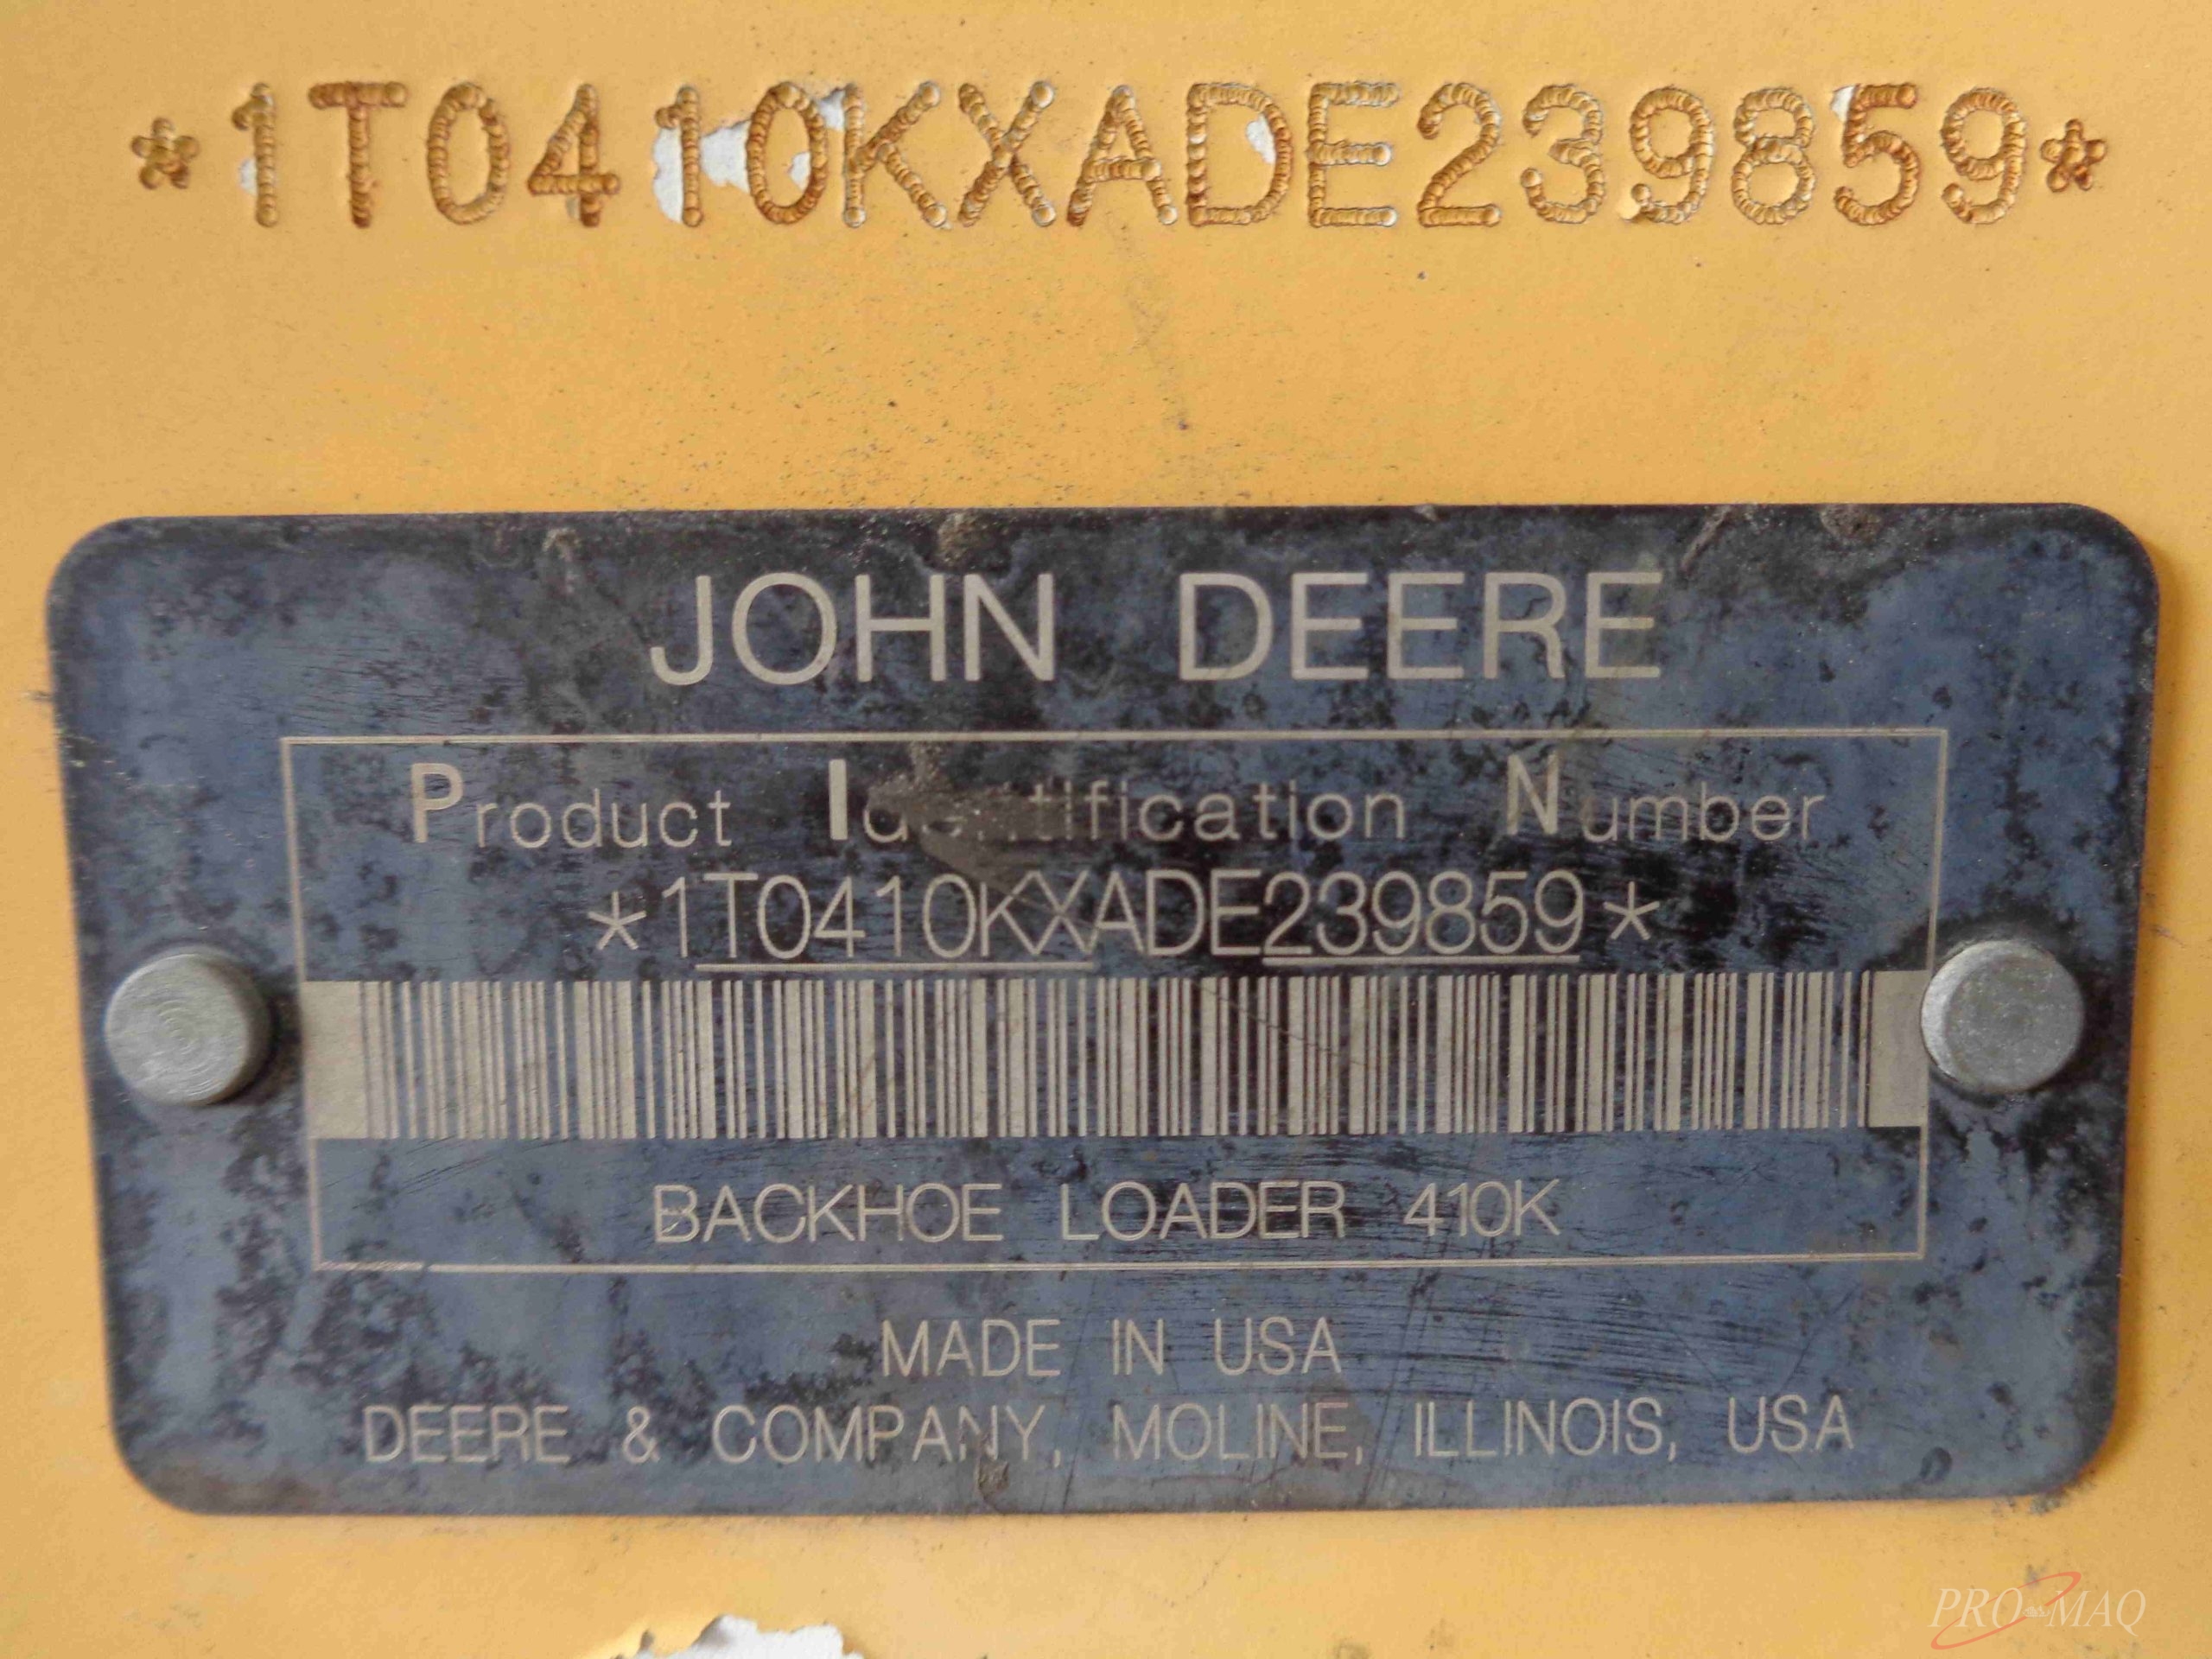 *1T0410KXADE239859*
JOHN DEERE
Product Identification Number
*1T0410KXADE239859*
BACKHOE LOADER 410K
MADE IN USA
DEERE & COMPANY, MOLINE, ILLINOIS, USA
PRO MAQ